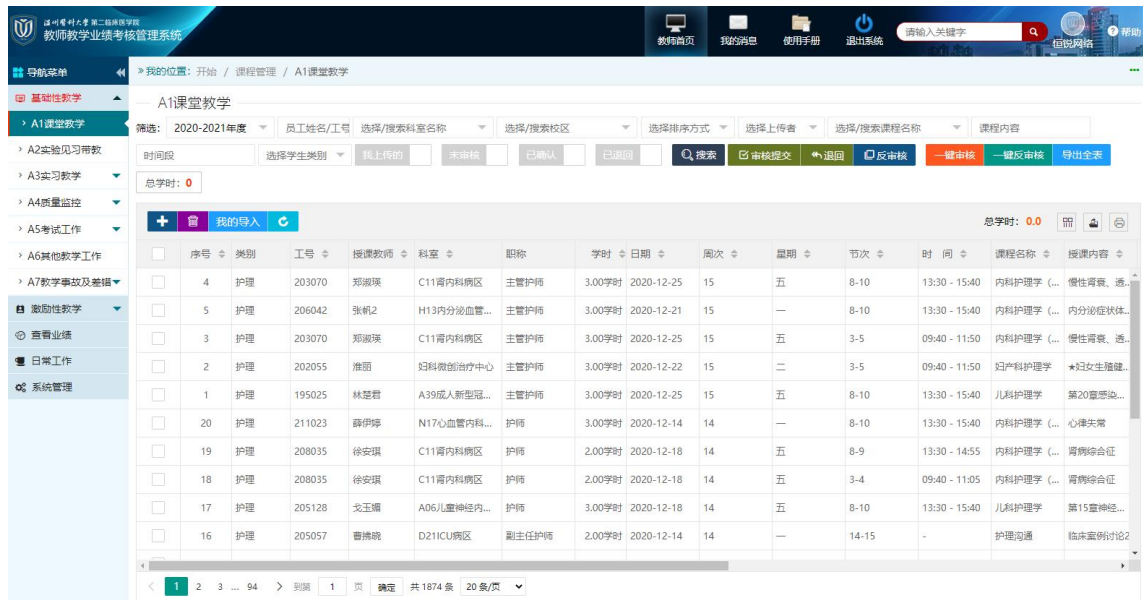 温州医科大学 第二临床医学院
教师教学业绩考核管理系统
教师首页 我的消息 使用手册 退出系统 请输入关键字 恒悦网络 帮助
导航菜单
»我的位置：开始 / 课程管理 / A1课堂教学
基础性教学
A1课堂教学
A2实验见习带教
A3实习教学
A4质量监控
A5考试工作
A6其他教学工作
A7教学事故及差错
激励性教学
查看业绩
日常工作
系统管理
A1课堂教学
筛选： 2020-2021年度 员工姓名/工号 选择/搜索科室名称 选择/搜索校区 选择排序方式 选择上传者 选择/搜索课程名称 课程内容
时间段 选择学生类别 我上传的 未审核 已确认 已退回 搜索 审核提交 退回 反审核 一键审核 一键反审核 导出全表
总学时：0
我的导入 总学时：0.0
序号 类别 工号 授课教师 科室 职称 学时 日期 周次 星期 节次 时 间 课程名称 授课内容
4 护理 203070 郑淑瑛 C11肾内科病区 主管护师 3.00学时 2020-12-25 15 五 8-10 13:30 - 15:40 内科护理学（... 慢性肾衰、透...
5 护理 206042 张帆2 H13内分泌血管... 主管护师 3.00学时 2020-12-21 15 一 8-10 13:30 - 15:40 内科护理学（... 内分泌症状体...
3 护理 203070 郑淑瑛 C11肾内科病区 主管护师 3.00学时 2020-12-25 15 五 3-5 09:40 - 11:50 内科护理学（... 慢性肾衰、透...
2 护理 202055 淮丽 妇科微创治疗中心 主管护师 3.00学时 2020-12-22 15 二 3-5 09:40 - 11:50 妇产科护理学 ★妇女生殖健...
1 护理 195025 林楚君 A39成人新型冠... 主管护师 3.00学时 2020-12-25 15 五 8-10 13:30 - 15:40 儿科护理学 第20章感染...
20 护理 211023 薛伊婷 N17心血管内科... 护师 3.00学时 2020-12-14 14 一 8-10 13:30 - 15:40 内科护理学（... 心律失常
19 护理 208035 徐安琪 C11肾内科病区 护师 2.00学时 2020-12-18 14 五 8-9 13:30 - 14:55 内科护理学（... 肾病综合征
18 护理 208035 徐安琪 C11肾内科病区 护师 2.00学时 2020-12-18 14 五 3-4 09:40 - 11:05 内科护理学（... 肾病综合征
17 护理 205128 戈玉媚 A06儿童神经内... 护师 3.00学时 2020-12-18 14 五 8-10 13:30 - 15:40 儿科护理学 第15章神经...
16 护理 205057 曹拂晓 D21ICU病区 副主任护师 2.00学时 2020-12-14 14 一 14-15 - 护理沟通 临床案例讨论2
1 2 3 ... 94 到第 1 页 确定 共 1874 条 20 条/页